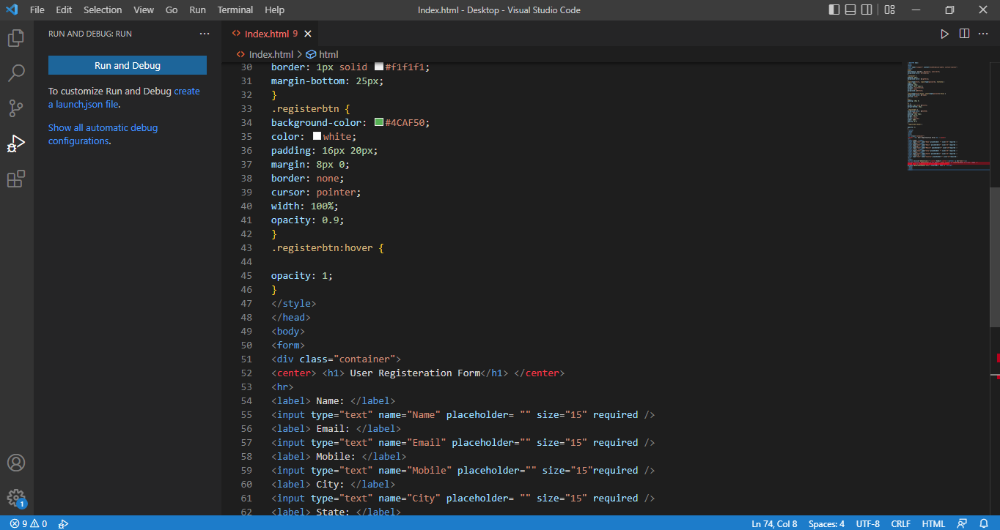 File Edit Selection View Go Run Terminal Help Index.html - Desktop - Visual Studio Code
RUN AND DEBUG: RUN
Run and Debug
To customize Run and Debug create
a launch.json file.
Show all automatic debug
configurations.
Index.html 9
Index.html > html
30 border: 1px solid #f1f1f1;
31 margin-bottom: 25px;
32 }
33 .registerbtn {
34 background-color: #4CAF50;
35 color: white;
36 padding: 16px 20px;
37 margin: 8px 0;
38 border: none;
39 cursor: pointer;
40 width: 100%;
41 opacity: 0.9;
42 }
43 .registerbtn:hover {
44
45 opacity: 1;
46 }
47 </style>
48 </head>
49 <body>
50 <form>
51 <div class="container">
52 <center> <h1> User Registeration Form</h1> </center>
53 <hr>
54 <label> Name: </label>
55 <input type="text" name="Name" placeholder= "" size="15" required />
56 <label> Email: </label>
57 <input type="text" name="Email" placeholder="" size="15" required />
58 <label> Mobile: </label>
59 <input type="text" name="Mobile" placeholder="" size="15"required />
60 <label> City: </label>
61 <input type="text" name="City" placeholder= "" size="15" required />
62 <label> State: </label>
1
9 0 Ln 74, Col 8 Spaces: 4 UTF-8 CRLF HTML